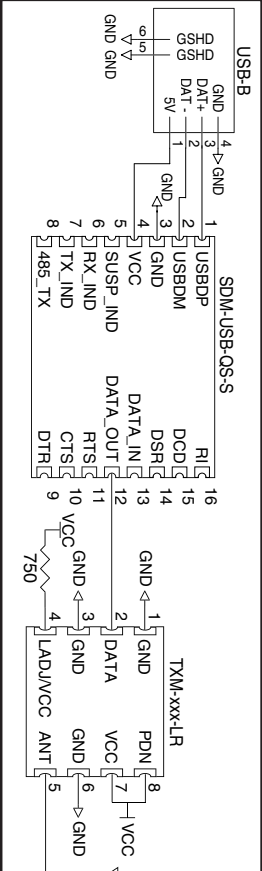 USB-B
GND 6 GSHD
GND 5 GSHD
GND 4 GND
DAT+ 3
DAT - 2
5V 1
SDM-USB-QS-S
1 USBDP RI 16
2 USBDM DCD 15
GND 3 GND DSR 14
4 VCC DATA_IN 13
5 SUSP_IND DATA_OUT 12
6 RX_IND RTS 11
7 TX_IND CTS 10
8 485_TX DTR 9
TXM-xxx-LR
GND 1 GND PDN 8
2 DATA VCC 7 VCC
GND 3 GND GND 6 GND
VCC 750 4 LADJ/VCC ANT 5